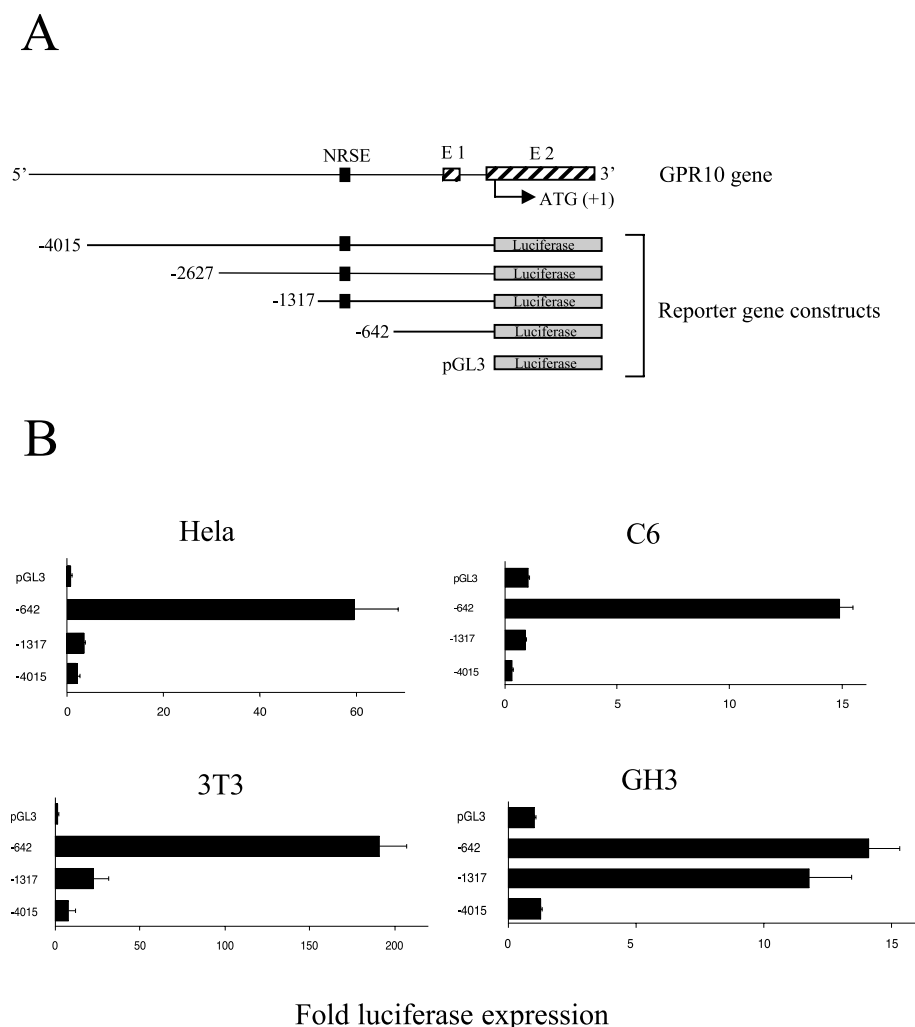 A
NRSE E 1 E 2
5’ 3’ GPR10 gene
ATG (+1)
-4015 Luciferase
-2627 Luciferase
-1317 Luciferase
-642 Luciferase
pGL3 Luciferase
Reporter gene constructs
B
Hela
pGL3
-642
-1317
-4015
0 20 40 60
C6
pGL3
-642
-1317
-4015
0 5 10 15
3T3
pGL3
-642
-1317
-4015
0 50 100 150 200
GH3
pGL3
-642
-1317
-4015
0 5 10 15
Fold luciferase expression